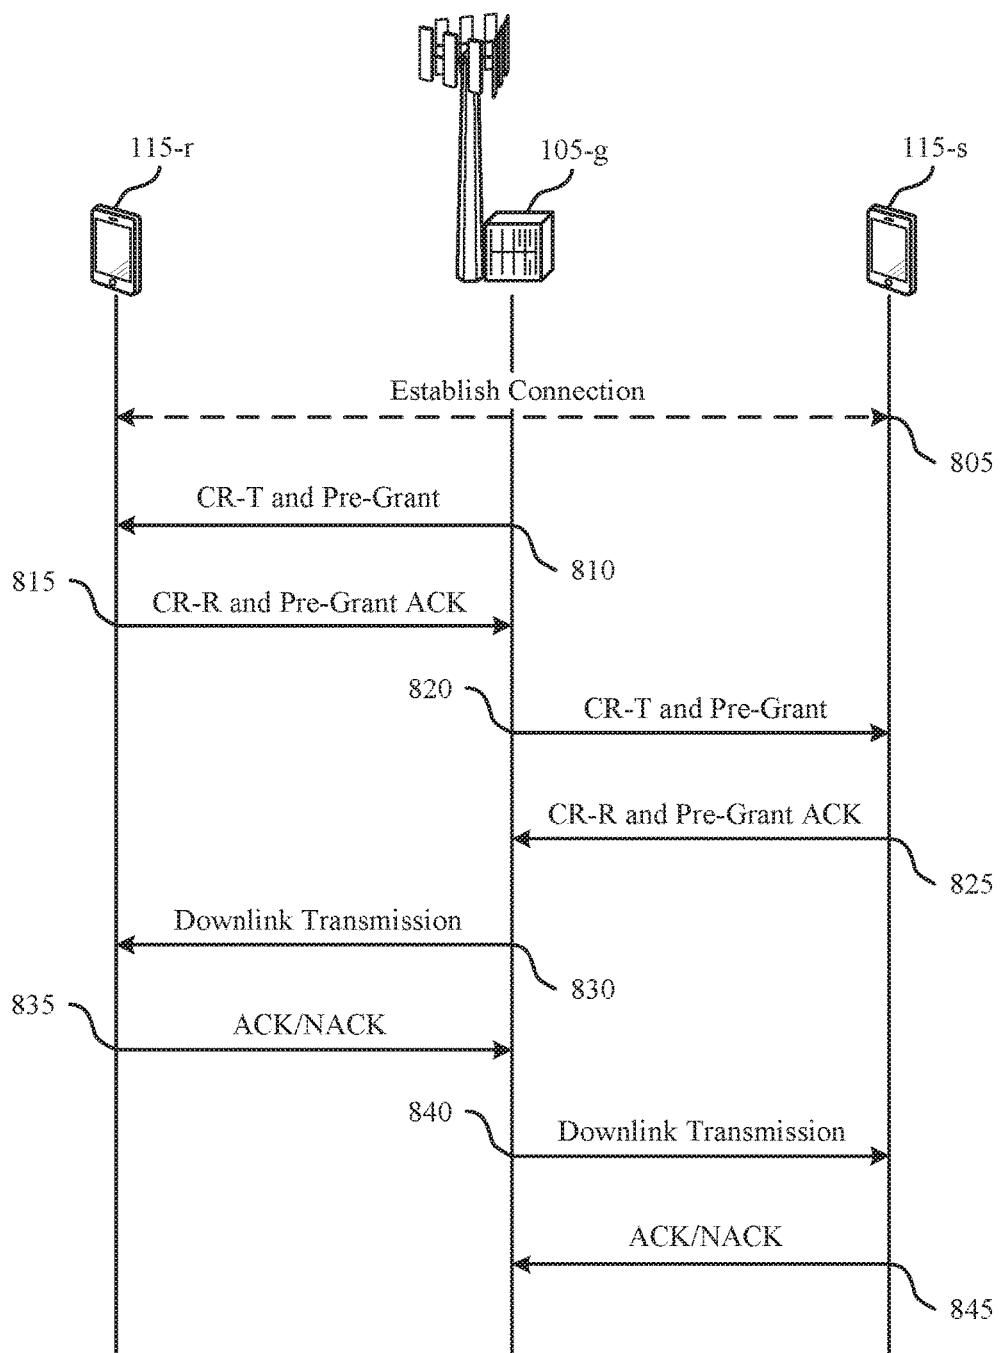 115-r
105-g
115-s
Establish Connection
805
CR-T and Pre-Grant
810
815
CR-R and Pre-Grant ACK
820
CR-T and Pre-Grant
CR-R and Pre-Grant ACK
825
Downlink Transmission
830
835
ACK/NACK
840
Downlink Transmission
ACK/NACK
845